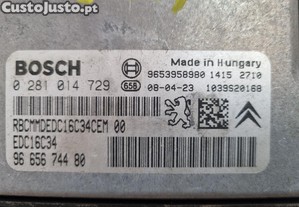 CustoJusto.pt
BOSCH
Made in Hungary
9653958980 1415 2710
0 281 014 729 656 08-04-23 1039S20168
RBCMMDEDC16C34CEM 00
EDC16C34
96 656 744 80